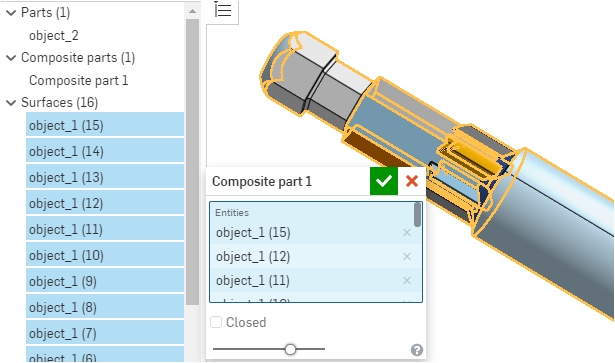 Parts (1)
object_2
Composite parts (1)
Composite part 1
Surfaces (16)
object_1 (15)
object_1 (14)
object_1 (13)
object_1 (12)
object_1 (11)
object_1 (10)
object_1 (9)
object_1 (8)
object_1 (7)
object_1 (6)
Composite part 1
Entities
object_1 (15)
object_1 (12)
object_1 (11)
object_1 (10)
Closed